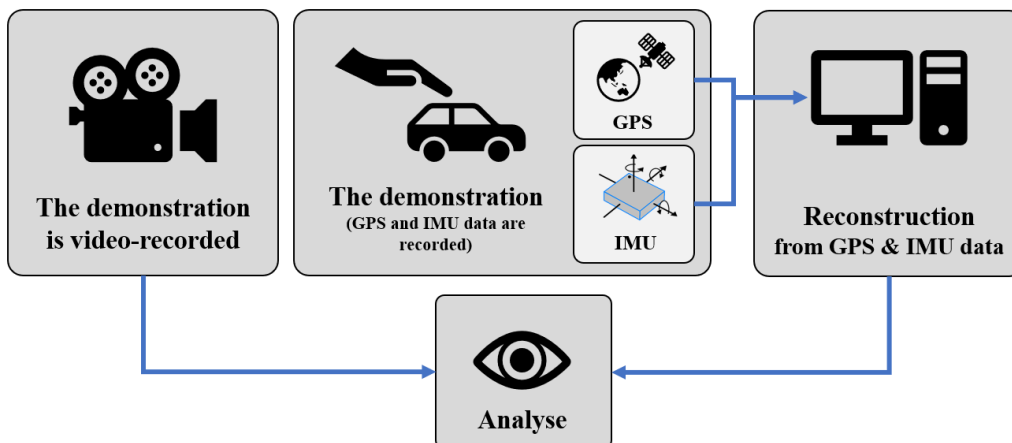 The demonstration
is video-recorded
The demonstration
(GPS and IMU data are
recorded)
GPS
IMU
Reconstruction
from GPS & IMU data
Analyse